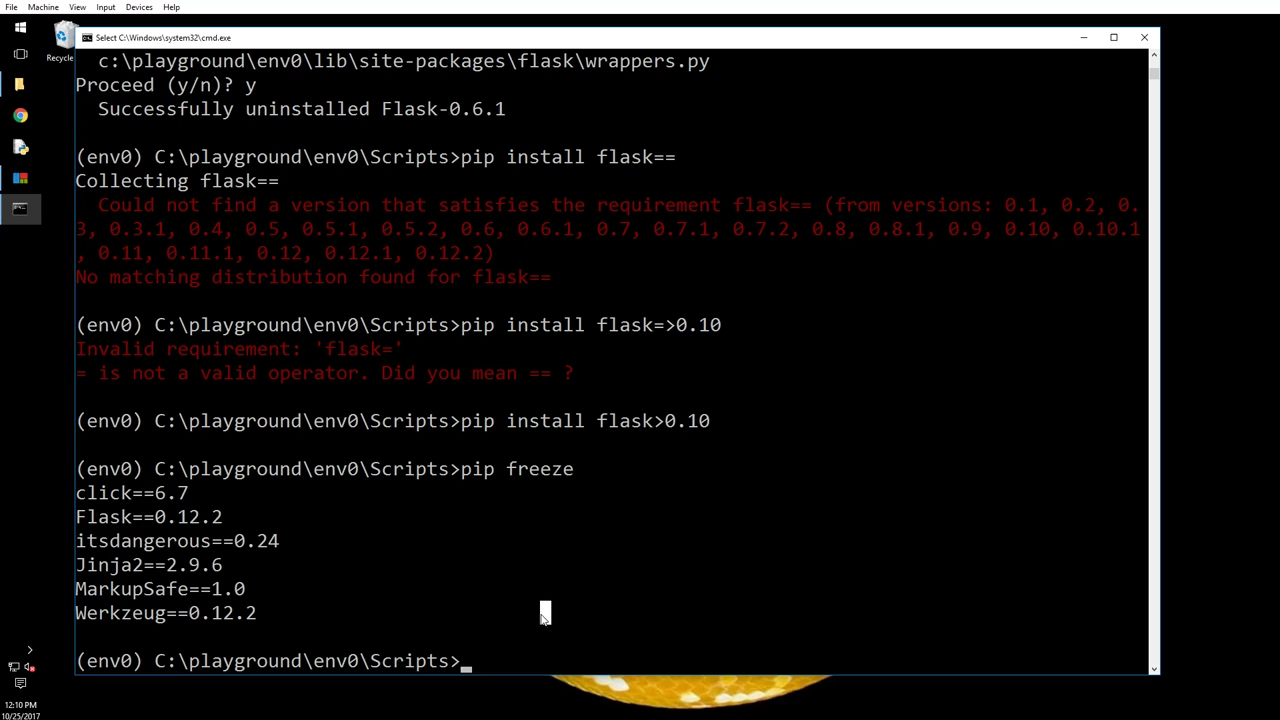 File Machine View Input Devices Help
Recycle
Select C:\Windows\system32\cmd.exe
c:\playground\env0\lib\site-packages\flask\wrappers.py
Proceed (y/n)? y
Successfully uninstalled Flask-0.6.1
(env0) C:\playground\env0\Scripts>pip install flask==
Collecting flask==
Could not find a version that satisfies the requirement flask== (from versions: 0.1, 0.2, 0.
3, 0.3.1, 0.4, 0.5, 0.5.1, 0.5.2, 0.6, 0.6.1, 0.7, 0.7.1, 0.7.2, 0.8, 0.8.1, 0.9, 0.10, 0.10.1
, 0.11, 0.11.1, 0.12, 0.12.1, 0.12.2)
No matching distribution found for flask==
(env0) C:\playground\env0\Scripts>pip install flask=>0.10
Invalid requirement: 'flask='
= is not a valid operator. Did you mean == ?
(env0) C:\playground\env0\Scripts>pip install flask>0.10
(env0) C:\playground\env0\Scripts>pip freeze
click==6.7
Flask==0.12.2
itsdangerous==0.24
Jinja2==2.9.6
MarkupSafe==1.0
Werkzeug==0.12.2
(env0) C:\playground\env0\Scripts>
12:10 PM
10/25/2017